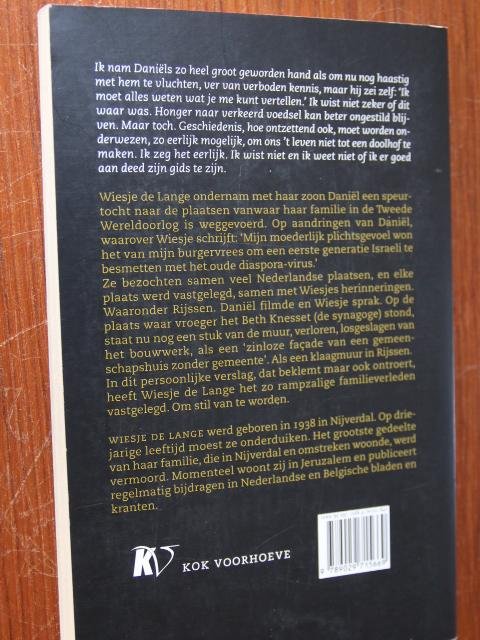 Ik nam Daniëls zo heel groot geworden hand als om nu nog haastig
met hem te vluchten, ver van verboden kennis, maar hij zei zelf: 'Ik
moet alles weten wat je me kunt vertellen.' Ik wist niet zeker of dit
waar was. Honger naar verkeerd voedsel kan beter ongestild blij-
ven. Maar toch. Geschiedenis, hoe ontzettend ook, moet worden on-
derwezen, zo eerlijk mogelijk, om ons 't leven niet tot een doolhof te
maken. Ik zeg het eerlijk. Ik wist niet en ik weet niet of ik er goed
aan deed zijn gids te zijn.
Wiesje de Lange ondernam met haar zoon Daniël een speur-
tocht naar de plaatsen vanwaar haar familie in de Tweede
Wereldoorlog is weggevoerd. Op aandringen van Daniël,
waarover Wiesje schrijft: 'Mijn moederlijk plichtsgevoel won
het van mijn burgervrees om een eerste generatie Israeli te
besmetten met het oude diaspora-virus.'
Ze bezochten samen veel Nederlandse plaatsen, en elke
plaats werd vastgelegd, samen met Wiesjes herinneringen.
Waaronder Rijssen. Daniël filmde en Wiesje sprak. Op de
plaats waar vroeger het Beth Knesset (de synagoge) stond,
staat nu nog een stuk van de muur, verloren, losgeslagen van
het bouwwerk, als een 'zinloze façade van een gemeen-
schapshuis zonder gemeente'. Als een klaagmuur in Rijssen.
In dit persoonlijke verslag, dat beklemt maar ook ontroert,
heeft Wiesje de Lange het zo rampzalige familieverleden
vastgelegd. Om stil van te worden.
WIESJE DE LANGE werd geboren in 1938 in Nijverdal. Op drie-
jarige leeftijd moest ze onderduiken. Het grootste gedeelte
van haar familie, die in Nijverdal en omstreken woonde, werd
vermoord. Momenteel woont zij in Jeruzalem en publiceert
regelmatig bijdragen in Nederlandse en Belgische bladen en
kranten.
KV KOK VOORHOEVE
9 789029 715669